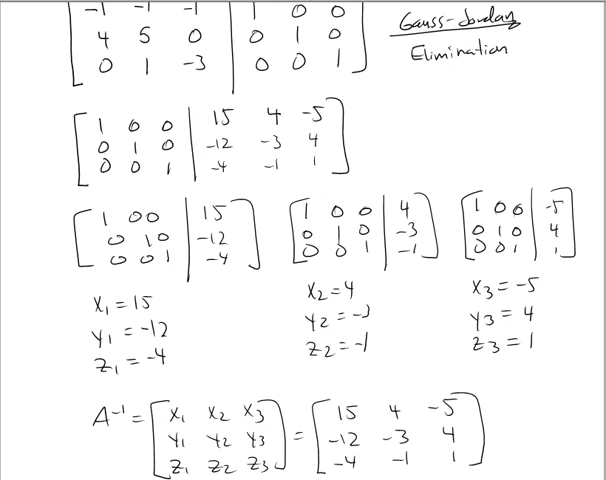 -1 -1 -1 | 1 0 0
4 5 0 | 0 1 0
0 1 -3 | 0 0 1
Gauss-Jordan
Elimination
1 0 0 | 15 4 -5
0 1 0 | -12 -3 4
0 0 1 | -4 -1 1
1 0 0 | 15
0 1 0 | -12
0 0 1 | -4
1 0 0 | 4
0 1 0 | -3
0 0 1 | -1
1 0 0 | -5
0 1 0 | 4
0 0 1 | 1
X₁ = 15
Y₁ = -12
Z₁ = -4
X₂ = 4
Y₂ = -3
Z₂ = -1
X₃ = -5
Y₃ = 4
Z₃ = 1
A⁻¹ = [X₁ X₂ X₃] = [15 4 -5]
[Y₁ Y₂ Y₃] [-12 -3 4]
[Z₁ Z₂ Z₃] [-4 -1 1]